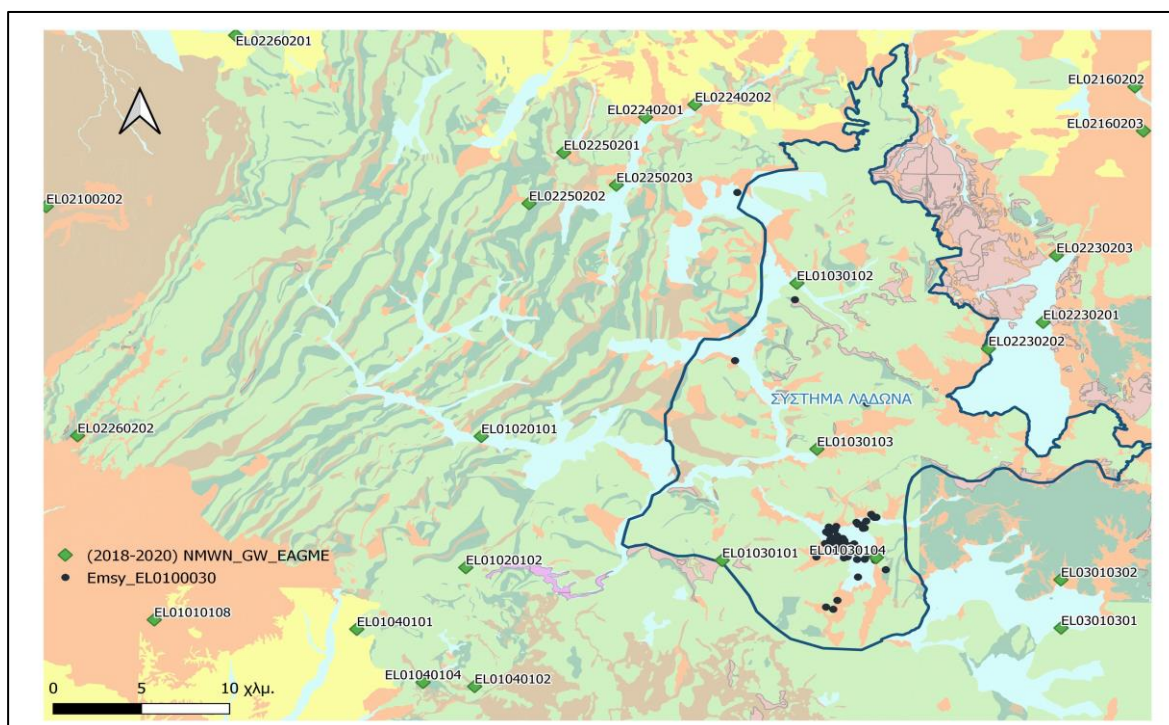 EL02260201
EL02160202
EL02240202
EL02240201
EL02160203
EL02250201
EL02250203
EL02250202
EL02100202
EL02230203
EL01030102
EL02230201
EL02230202
ΣΥΣΤΗΜΑ ΛΑΔΩΝΑ
EL02260202
EL01020101
EL01030103
(2018-2020) NMWN_GW_EAGME
EL01030101
EL01030104
EL01020102
Emsy_EL0100030
EL03010302
EL01010108
EL01040101
EL03010301
EL01040104
EL01040102
0 5 10 χλμ.